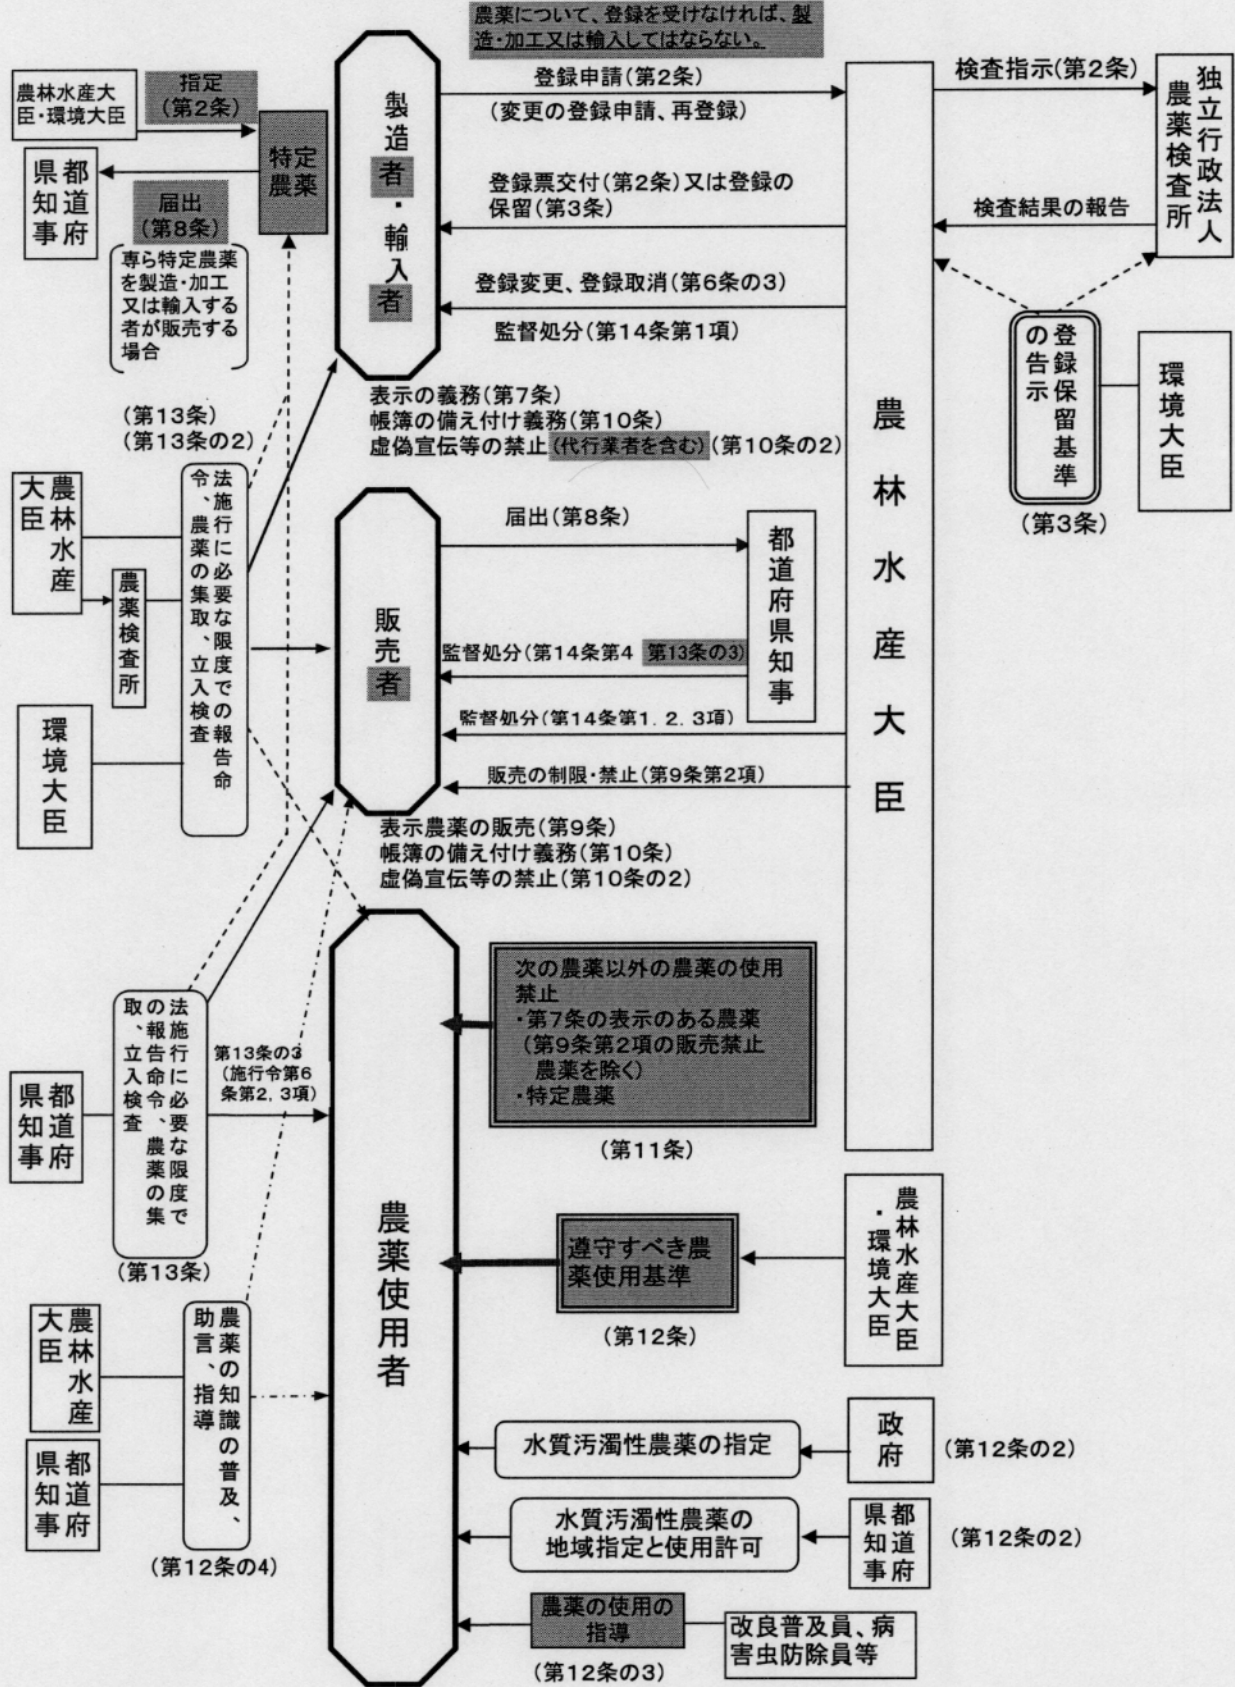 農薬について、登録を受けなければ、製
造・加工又は輸入してはならない。
農林水産大
臣・環境大臣
指定
(第2条)
特定
農薬
都道府
県知事
届出
(第8条)
専ら特定農薬
を製造・加工
又は輸入する
者が販売する
場合
製造者・輸入者
登録申請(第2条)
(変更の登録申請、再登録)
登録票交付(第2条)又は登録の
保留(第3条)
登録変更、登録取消(第6条の3)
監督処分(第14条第1項)
表示の義務(第7条)
帳簿の備え付け義務(第10条)
虚偽宣伝等の禁止(代行業者を含む)(第10条の2)
農林水産大臣
検査指示(第2条)
検査結果の報告
独立行政法人
農薬検査所
登録保留基準
の告示
(第3条)
環境大臣
(第13条)
(第13条の2)
農林水産
大臣
農薬検査所
環境大臣
法施行に必要な限度での報告命
令、農薬の集取、立入検査
販売者
届出(第8条)
都道府県知事
監督処分(第14条第4 第13条の3)
監督処分(第14条第1, 2, 3項)
販売の制限・禁止(第9条第2項)
表示農薬の販売(第9条)
帳簿の備え付け義務(第10条)
虚偽宣伝等の禁止(第10条の2)
都道府
県知事
法施行に必要な限度で
の報告命令、農薬の集
取、立入検査
(第13条)
第13条の3
(施行令第6
条第2, 3項)
農薬使用者
次の農薬以外の農薬の使用
禁止
・第7条の表示のある農薬
(第9条第2項の販売禁止
農薬を除く)
・特定農薬
(第11条)
遵守すべき農
薬使用基準
(第12条)
農林水産大臣
・環境大臣
農林水産
大臣
都道府
県知事
農薬の知識の普及、
助言、指導
(第12条の4)
水質汚濁性農薬の指定
政府
(第12条の2)
水質汚濁性農薬の
地域指定と使用許可
都道府
県知事
(第12条の2)
農薬の使用の
指導
(第12条の3)
改良普及員、病
害虫防除員等